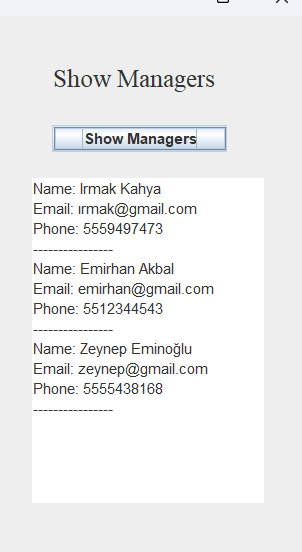 Show Managers
Show Managers
Name: Irmak Kahya
Email: ırmak@gmail.com
Phone: 5559497473
----------------
Name: Emirhan Akbal
Email: emirhan@gmail.com
Phone: 5512344543
----------------
Name: Zeynep Eminoğlu
Email: zeynep@gmail.com
Phone: 5555438168
----------------